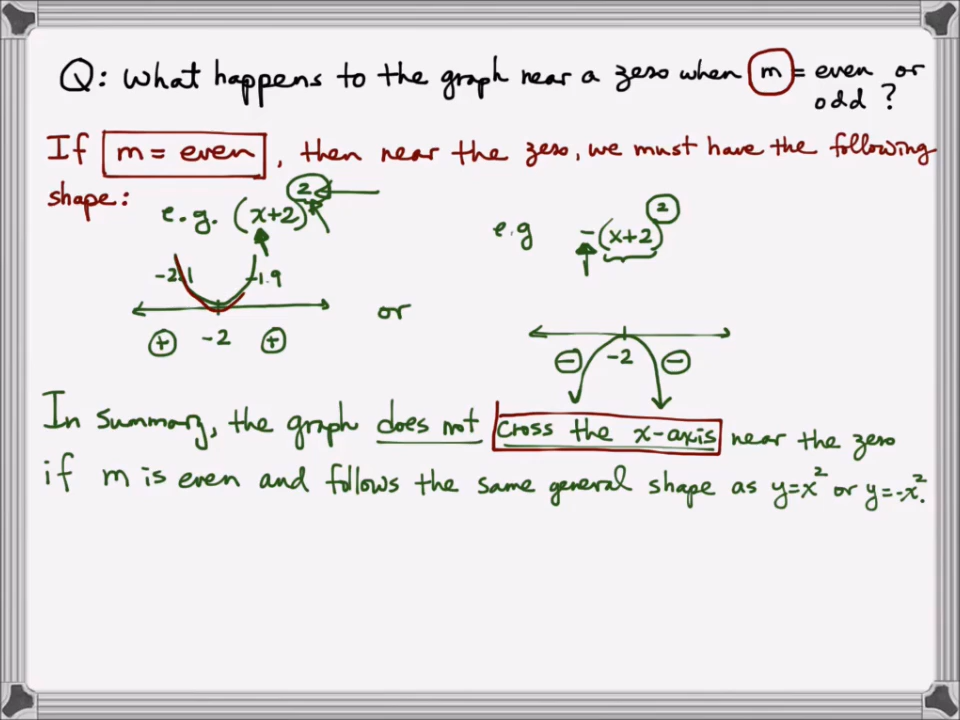 Q: What happens to the graph near a zero when m = even or
odd ?
If m = even , then near the zero, we must have the following
shape:
e.g. (x+2)²
e.g -(x+2)²
-2.1 -1.9
or
+ -2 +
- -2 -
In summary, the graph does not cross the x-axis near the zero
if m is even and follows the same general shape as y=x² or y=-x².